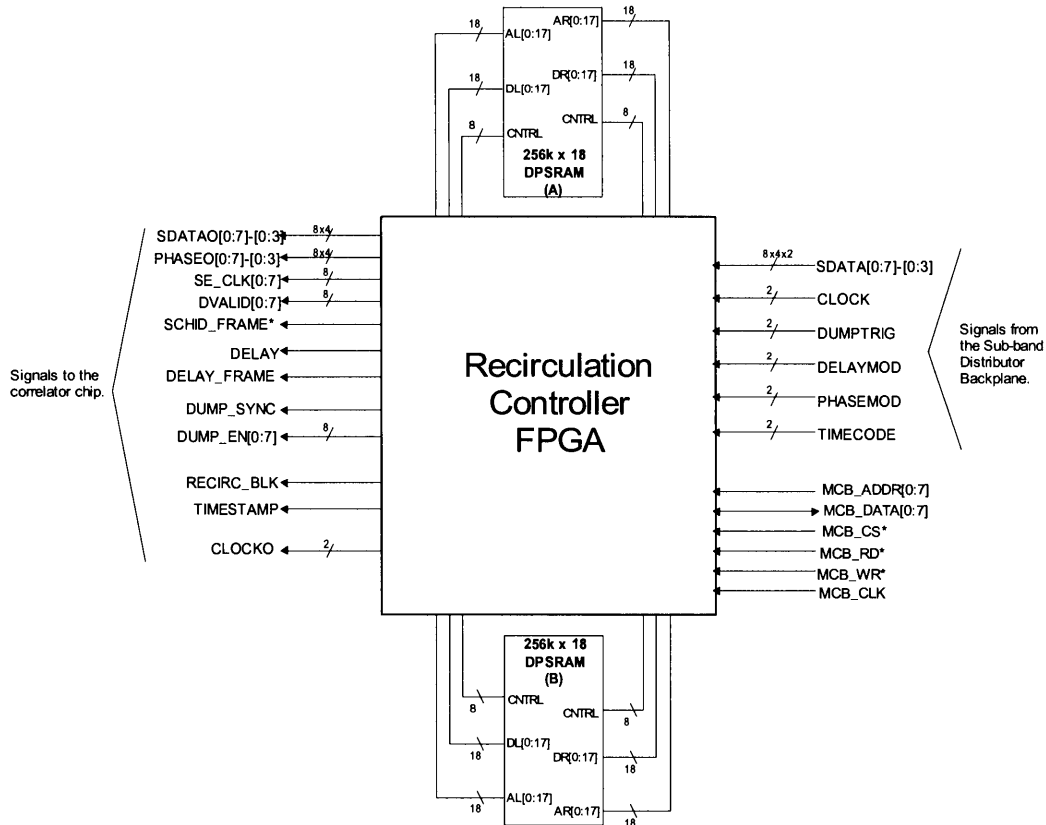 18
AL[0:17]
AR[0:17]
18
18
DL[0:17]
DR[0:17]
18
8
CNTRL
CNTRL
8
256k x 18
DPSRAM
(A)
Signals to the
correlator chip.
SDATAO[0:7]-[0:3]
8x4
PHASEO[0:7]-[0:3]
8x4
SE_CLK[0:7]
8
DVALID[0:7]
8
SCHID_FRAME*
DELAY
DELAY_FRAME
DUMP_SYNC
DUMP_EN[0:7]
8
RECIRC_BLK
TIMESTAMP
CLOCKO
2
Recirculation
Controller
FPGA
8x4x2
SDATA[0:7]-[0:3]
2
CLOCK
2
DUMPTRIG
2
DELAYMOD
2
PHASEMOD
2
TIMECODE
Signals from
the Sub-band
Distributor
Backplane.
MCB_ADDR[0:7]
MCB_DATA[0:7]
MCB_CS*
MCB_RD*
MCB_WR*
MCB_CLK
256k x 18
DPSRAM
(B)
8
CNTRL
CNTRL
8
18
DL[0:17]
DR[0:17]
18
18
AL[0:17]
AR[0:17]
18